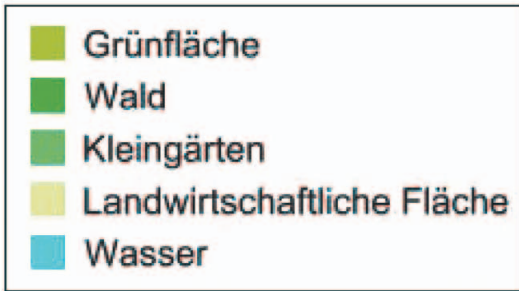 Grünfläche
Wald
Kleingärten
Landwirtschaftliche Fläche
Wasser